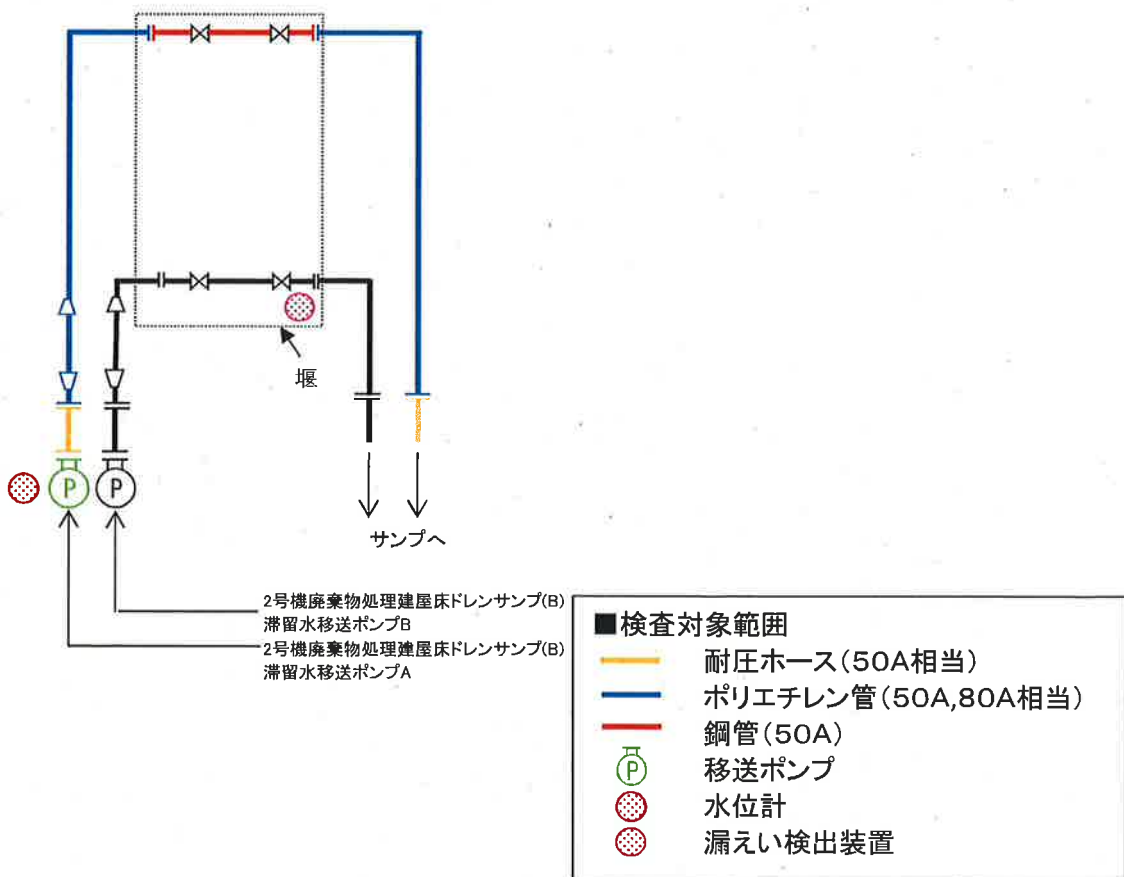 堰
P
P
サンプへ
2号機廃棄物処理建屋床ドレンサンプ(B)
滞留水移送ポンプB
2号機廃棄物処理建屋床ドレンサンプ(B)
滞留水移送ポンプA
■検査対象範囲
耐圧ホース(50A相当)
ポリエチレン管(50A,80A相当)
鋼管(50A)
P 移送ポンプ
水位計
漏えい検出装置